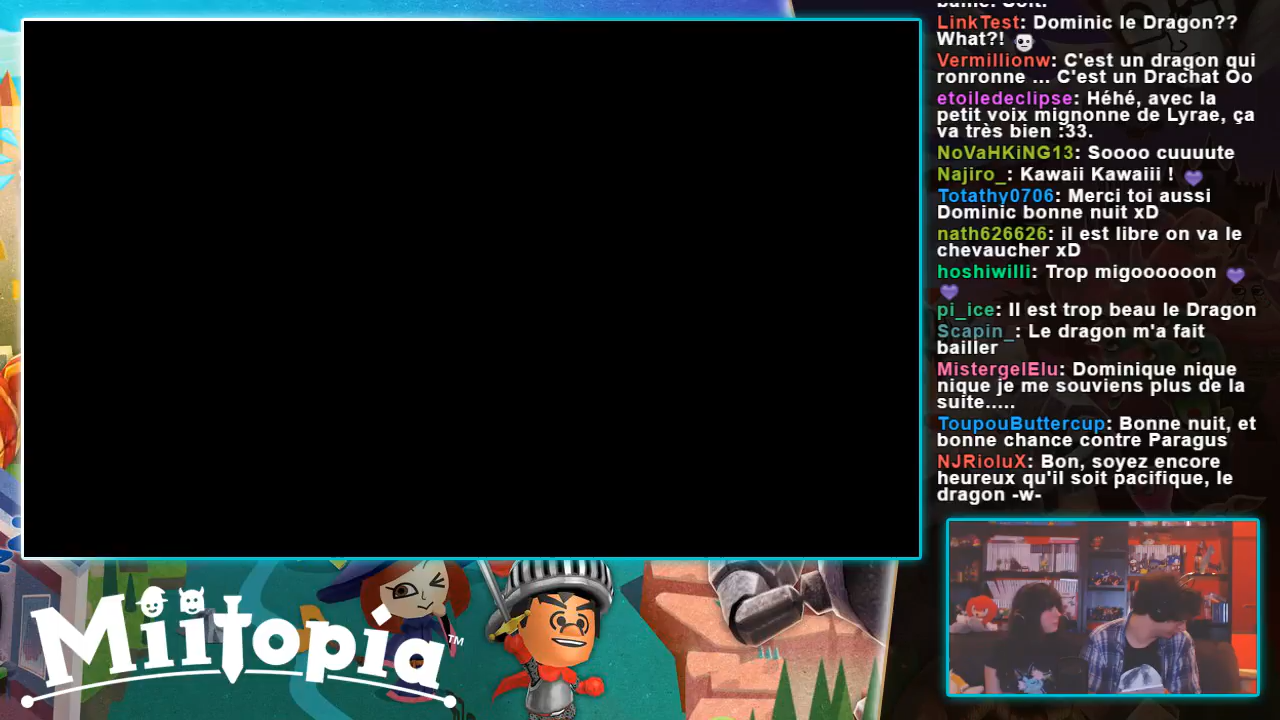 LinkTest: Dominic le Dragon??
What?!
Vermillionw: C'est un dragon qui
ronronne ... C'est un Drachat Oo
etoiledeclipse: Héhé, avec la
petit voix mignonne de Lyrae, ça
va très bien :33.
NoVaHKiNG13: Soooo cuuuute
Najiro_: Kawaii Kawaiii !
Totathy0706: Merci toi aussi
Dominic bonne nuit xD
nath626626: il est libre on va le
chevaucher xD
hoshiwilli: Trop migoooooon
pi_ice: Il est trop beau le Dragon
Scapin_: Le dragon m'a fait
bailler
MistergelElu: Dominique nique
nique je me souviens plus de la
suite.....
ToupouButtercup: Bonne nuit, et
bonne chance contre Paragus
NJRioluX: Bon, soyez encore
heureux qu'il soit pacifique, le
dragon -w-
Miitopia™